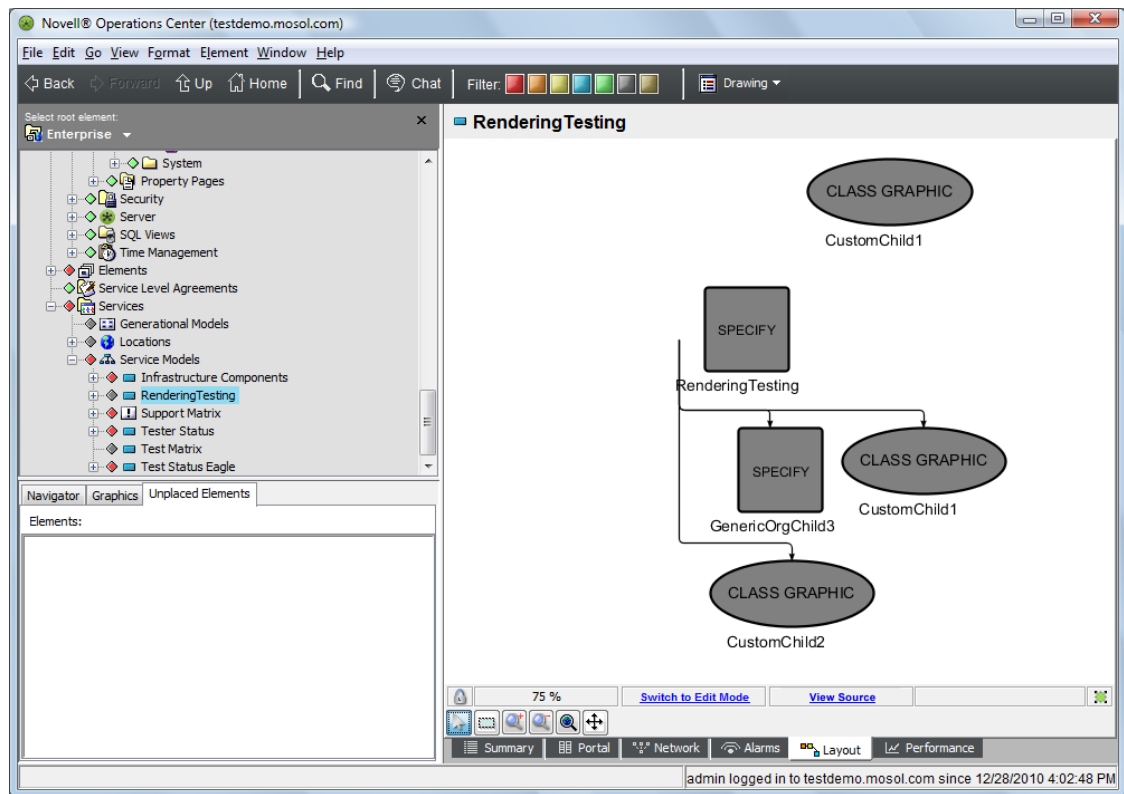 Novell® Operations Center (testdemo.mosol.com)
File Edit Go View Format Element Window Help
Back Forward Up Home Find Chat Filter: Drawing
Select root element:
Enterprise
System
Property Pages
Security
Server
SQL Views
Time Management
Elements
Service Level Agreements
Services
Generational Models
Locations
Service Models
Infrastructure Components
RenderingTesting
Support Matrix
Tester Status
Test Matrix
Test Status Eagle
Navigator Graphics Unplaced Elements
Elements:
RenderingTesting
CLASS GRAPHIC
CustomChild1
SPECIFY
RenderingTesting
SPECIFY
GenericOrgChild3
CLASS GRAPHIC
CustomChild1
CLASS GRAPHIC
CustomChild2
75 % Switch to Edit Mode View Source
Summary Portal Network Alarms Layout Performance
admin logged in to testdemo.mosol.com since 12/28/2010 4:02:48 PM